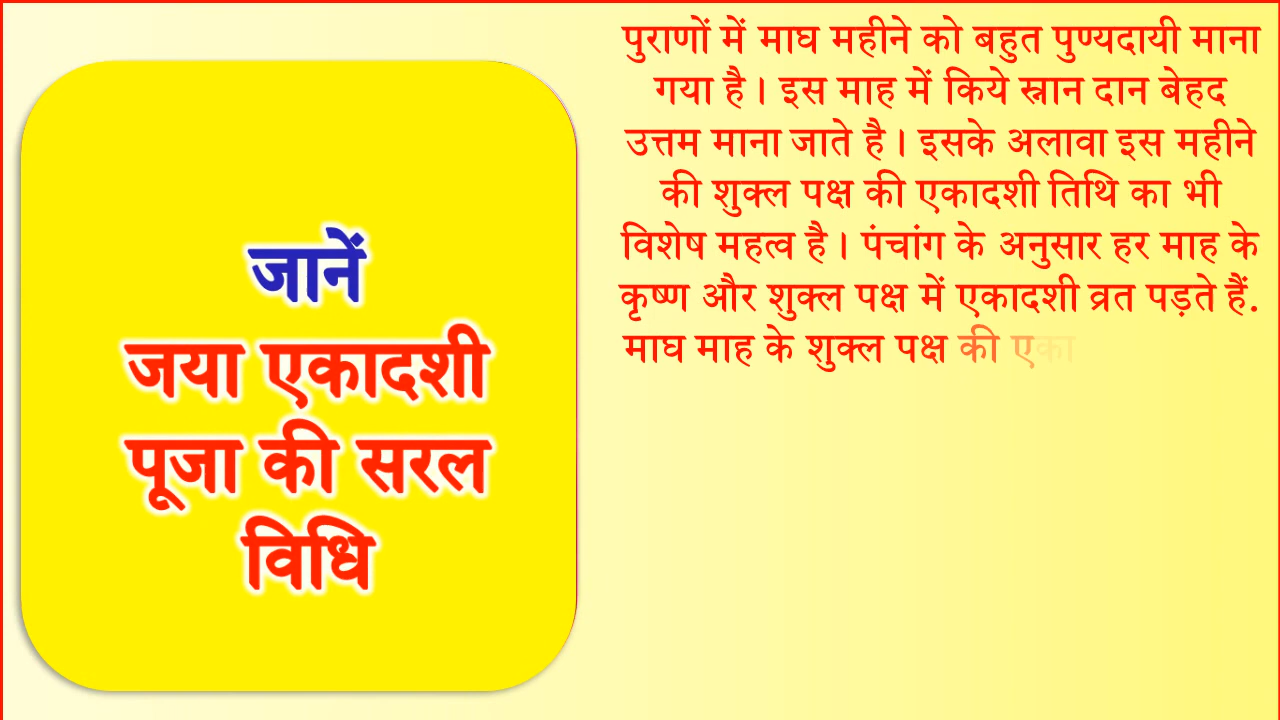 जानें
जया एकादशी
पूजा की सरल
विधि
पुराणों में माघ महीने को बहुत पुण्यदायी माना
गया है। इस माह में किये स्नान दान बेहद
उत्तम माना जाते है। इसके अलावा इस महीने
की शुक्ल पक्ष की एकादशी तिथि का भी
विशेष महत्व है। पंचांग के अनुसार हर माह के
कृष्ण और शुक्ल पक्ष में एकादशी व्रत पड़ते हैं.
माघ माह के शुक्ल पक्ष की एका